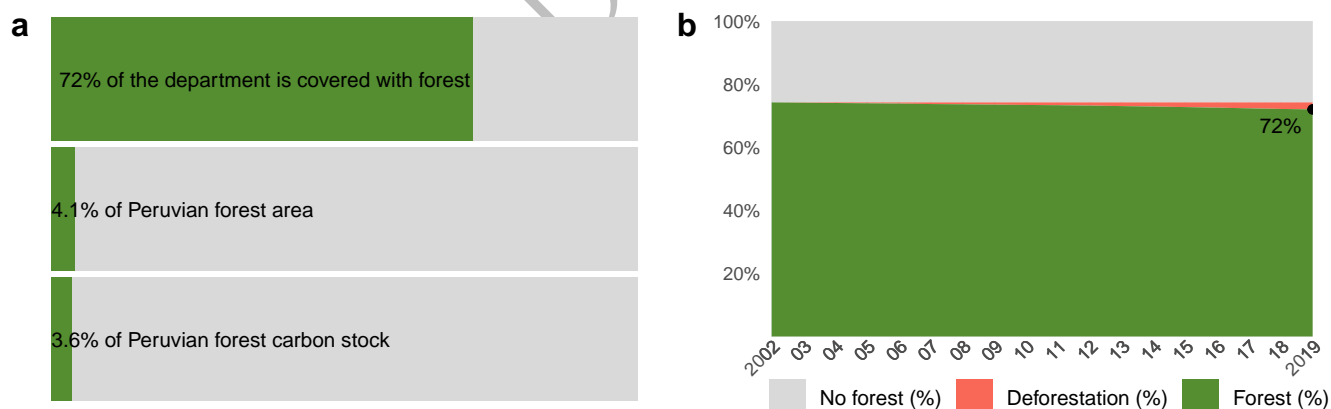 a
72% of the department is covered with forest
4.1% of Peruvian forest area
3.6% of Peruvian forest carbon stock
b
100%
80%
60%
40%
20%
72%
2002 03 04 05 06 07 08 09 10 11 12 13 14 15 16 17 18 2019
No forest (%) Deforestation (%) Forest (%)